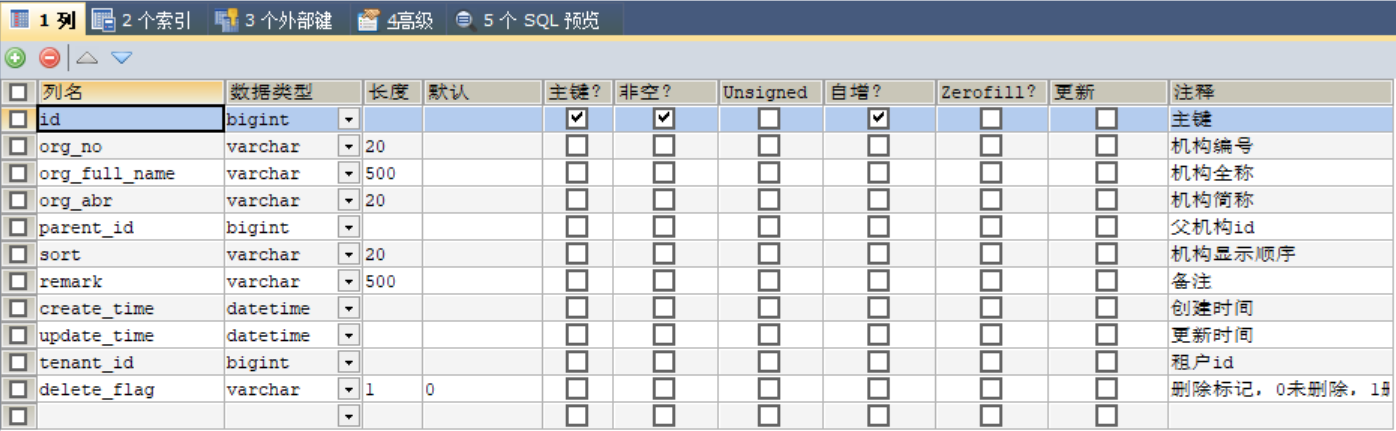 1 列 2 个索引 3 个外部键 4高级 5 个 SQL 预览
列名 数据类型 长度 默认 主键? 非空? Unsigned 自增? Zerofill? 更新 注释
id bigint 主键
org_no varchar 20 机构编号
org_full_name varchar 500 机构全称
org_abr varchar 20 机构简称
parent_id bigint 父机构id
sort varchar 20 机构显示顺序
remark varchar 500 备注
create_time datetime 创建时间
update_time datetime 更新时间
tenant_id bigint 租户id
delete_flag varchar 1 0 删除标记, 0未删除, 1